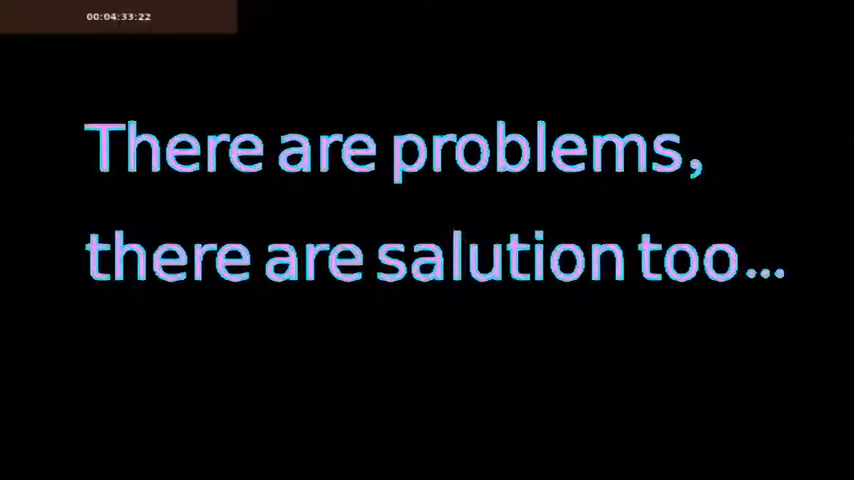 00:04:33:22
There are problems,
there are salution too...